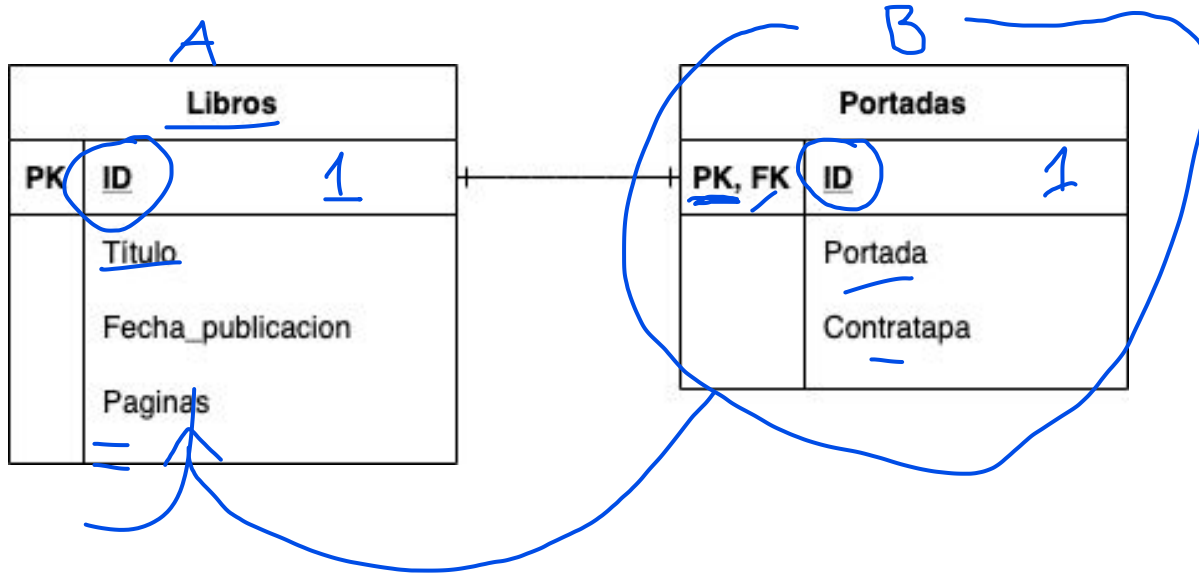 A
B
Libros
Portadas
PK ID 1
PK, FK ID 1
Título
Portada
Fecha_publicacion
Contratapa
Paginas